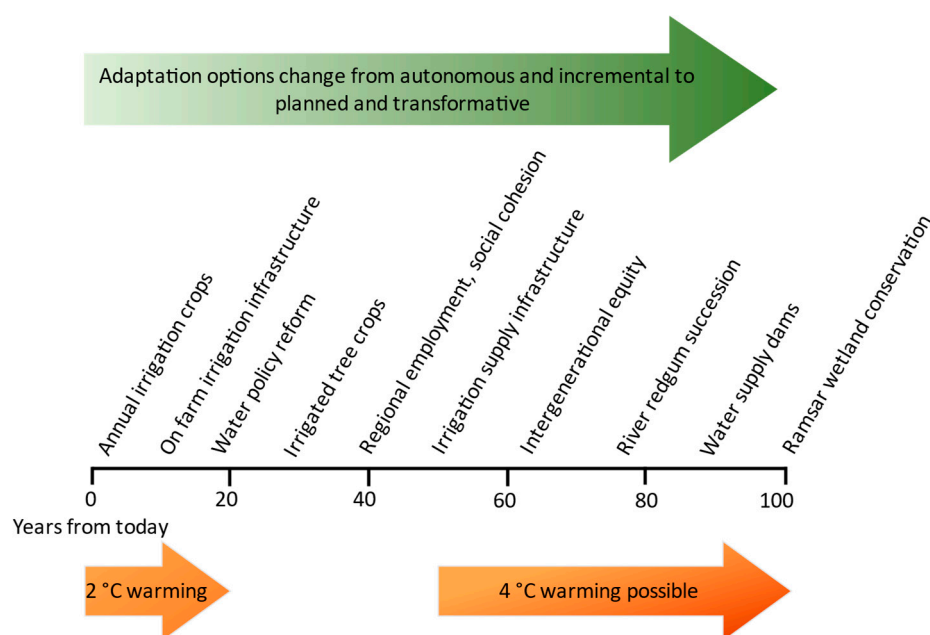 Adaptation options change from autonomous and incremental to
planned and transformative
Annual irrigation crops
On farm irrigation infrastructure
Water policy reform
Irrigated tree crops
Regional employment, social cohesion
Irrigation supply infrastructure
Intergenerational equity
River redgum succession
Water supply dams
Ramsar wetland conservation
0 20 40 60 80 100
Years from today
2 °C warming
4 °C warming possible